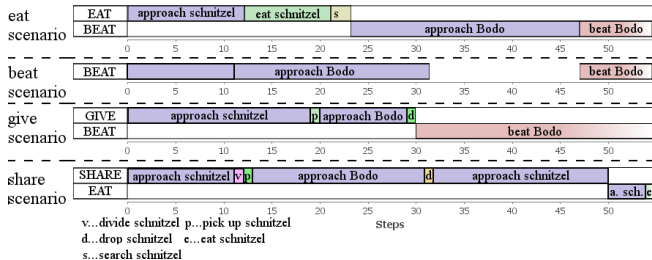 eat scenario
EAT approach schnitzel eat schnitzel s
BEAT approach Bodo beat Bodo
0 5 10 15 20 25 30 35 40 45 50
beat scenario
BEAT approach Bodo beat Bodo
0 5 10 15 20 25 30 35 40 45 50
give scenario
GIVE approach schnitzel p approach Bodo d
BEAT beat Bodo
0 5 10 15 20 25 30 35 40 45 50
share scenario
SHARE approach schnitzel v p approach Bodo d approach schnitzel
EAT a. sch. e
0 5 10 15 20 25 30 35 40 45 50
Steps
v...divide schnitzel p...pick up schnitzel
d...drop schnitzel e...eat schnitzel
s...search schnitzel